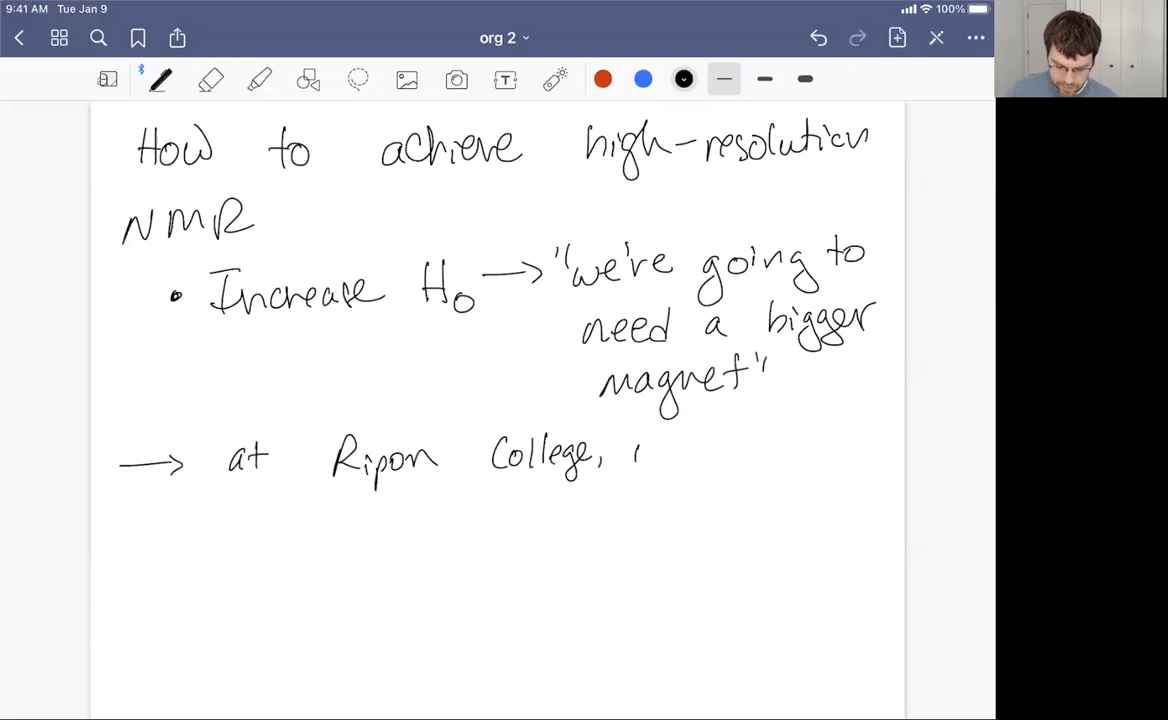 9:41 AM Tue Jan 9 100%
org 2
How to achieve high-resolution
NMR
• Increase H₀ → "we're going to
need a bigger
magnet"
→ at Ripon College,